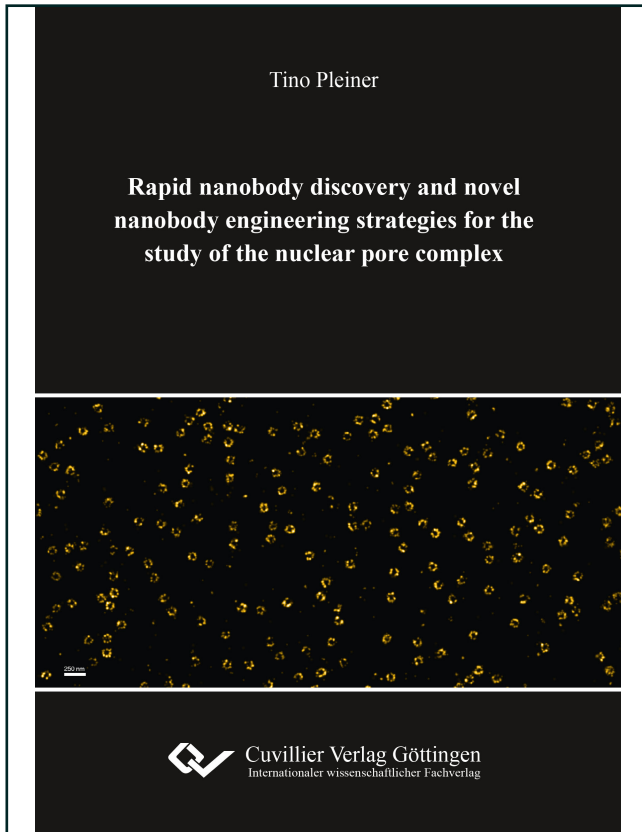 Tino Pleiner
Rapid nanobody discovery and novel
nanobody engineering strategies for the
study of the nuclear pore complex
250 nm
Cuvillier Verlag Göttingen
Internationaler wissenschaftlicher Fachverlag